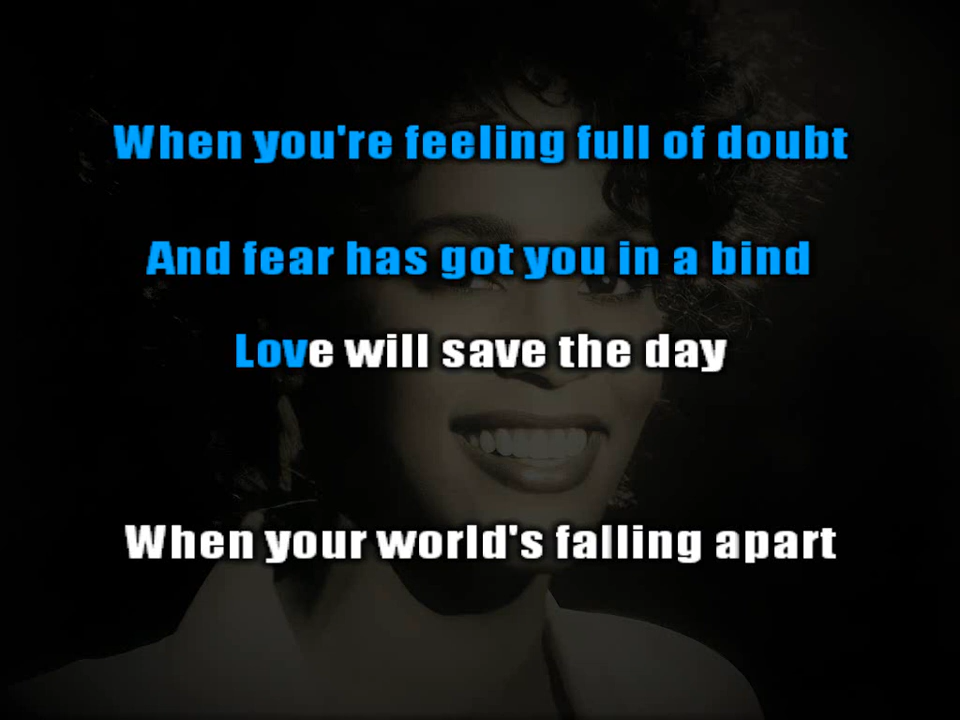 When you're feeling full of doubt
And fear has got you in a bind
Love will save the day
When your world's falling apart